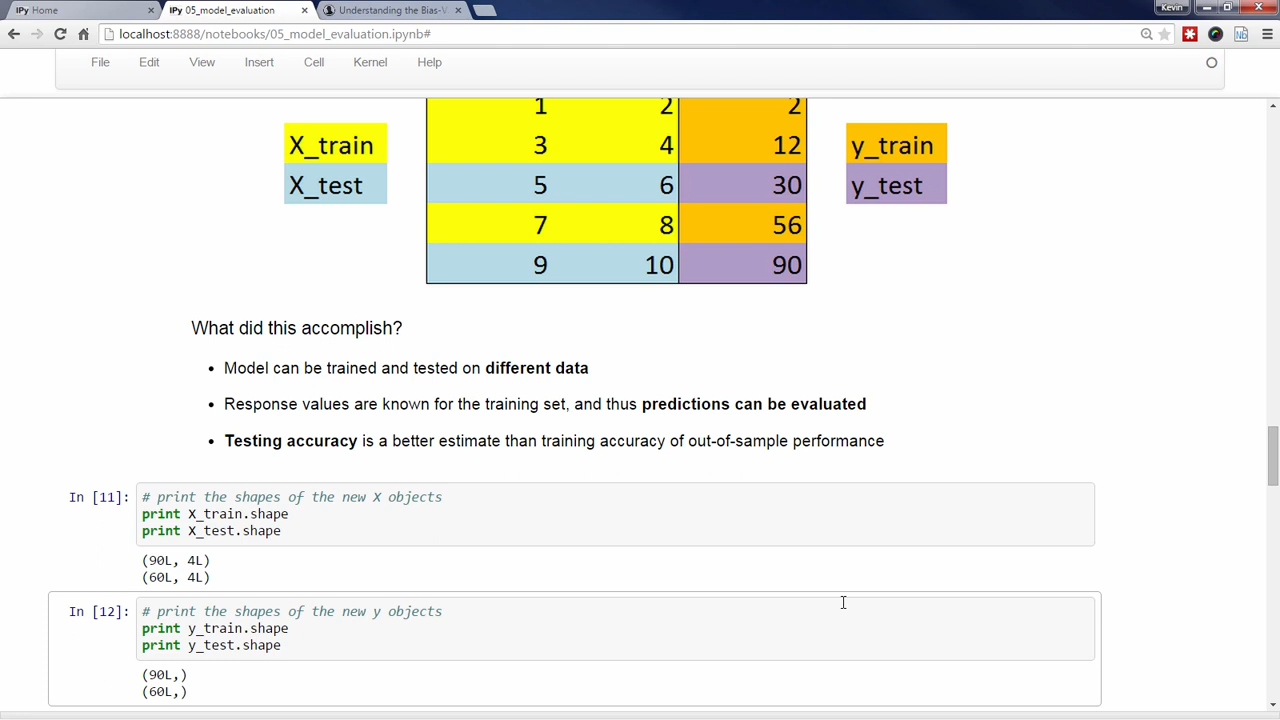 IPy Home
IPy 05_model_evaluation
Understanding the Bias-V
Kevin
localhost:8888/notebooks/05_model_evaluation.ipynb#
File Edit View Insert Cell Kernel Help
1 2 2
X_train 3 4 12 y_train
X_test 5 6 30 y_test
7 8 56
9 10 90
What did this accomplish?
• Model can be trained and tested on different data
• Response values are known for the training set, and thus predictions can be evaluated
• Testing accuracy is a better estimate than training accuracy of out-of-sample performance
In [11]: # print the shapes of the new X objects
print X_train.shape
print X_test.shape
(90L, 4L)
(60L, 4L)
In [12]: # print the shapes of the new y objects
print y_train.shape
print y_test.shape
(90L,)
(60L,)